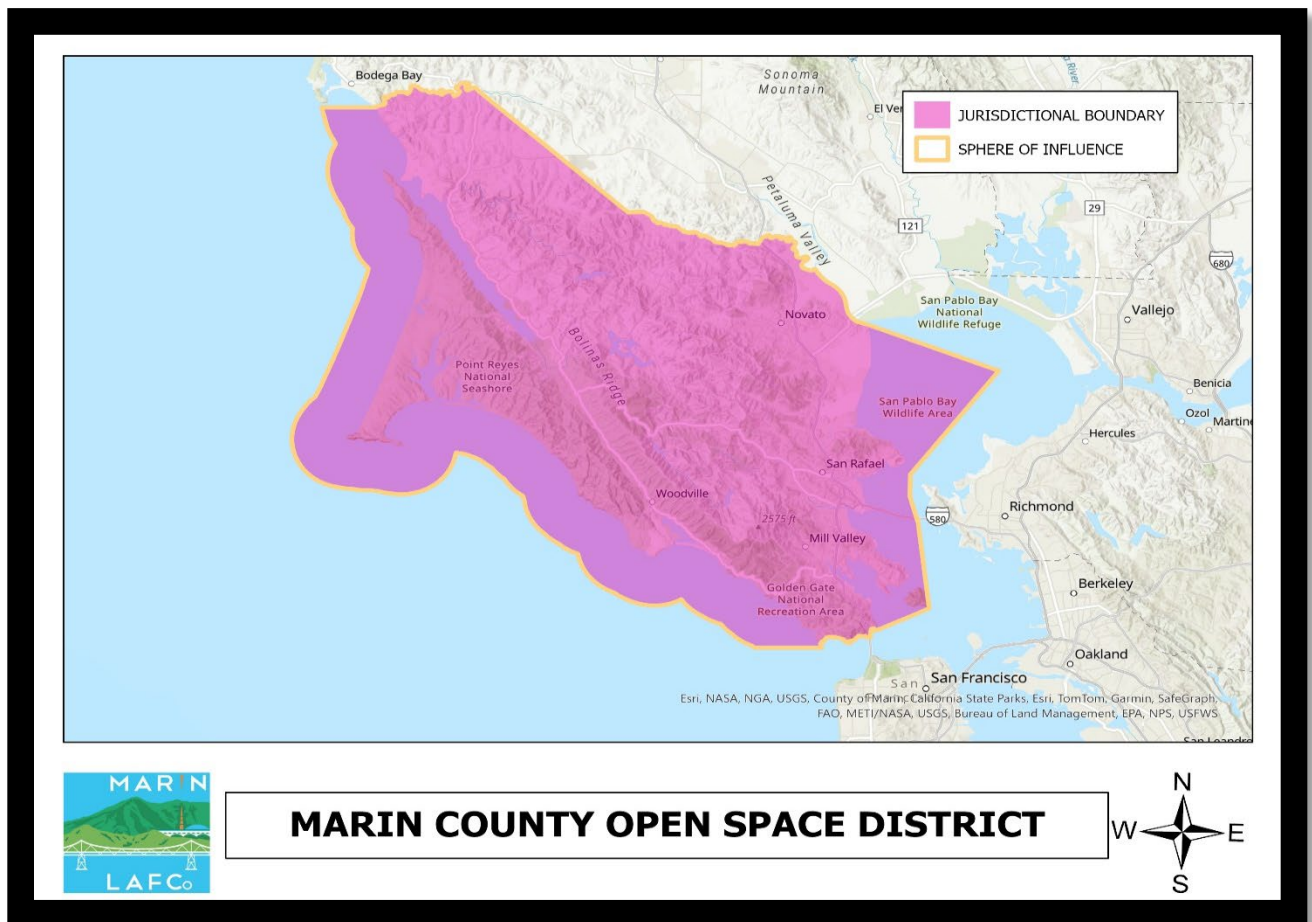 Bodega Bay
Sonoma
Mountain
El Ver
River
JURISDICTIONAL BOUNDARY
SPHERE OF INFLUENCE
Petaluma Valley
121
29
680
San Pablo Bay
National
Wildlife Refuge
Vallejo
Novato
Bolinas Ridge
Point Reyes
National
Seashore
Benicia
San Pablo Bay
Wildlife Area
Ozol
Martine
Hercules
San Rafael
Woodville
Richmond
580
2575 ft
Mill Valley
Berkeley
Golden Gate
National
Recreation Area
Oakland
San
San Francisco
Esri, NASA, NGA, USGS, County of Marin, California State Parks, Esri, TomTom, Garmin, SafeGraph,
FAO, METI/NASA, USGS, Bureau of Land Management, EPA, NPS, USFWS
San Leandro
MARIN
LAFCo
MARIN COUNTY OPEN SPACE DISTRICT
N
W
E
S